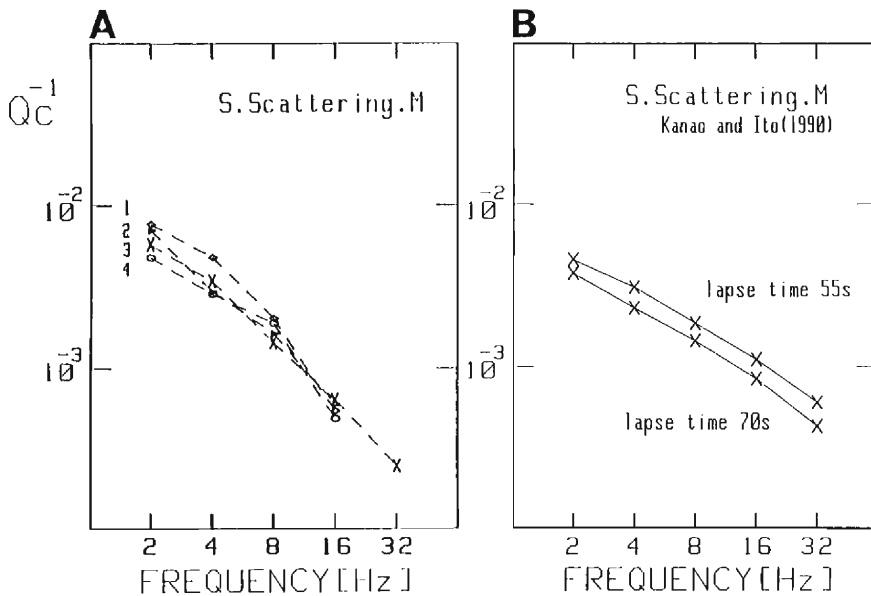 A
Qc^-1
S.Scattering.M
10^-2
10^-3
1
2
3
4
2 4 8 16 32
FREQUENCY[Hz]
B
S.Scattering.M
Kanao and Ito(1990)
10^-2
10^-3
lapse time 55s
lapse time 70s
2 4 8 16 32
FREQUENCY[Hz]